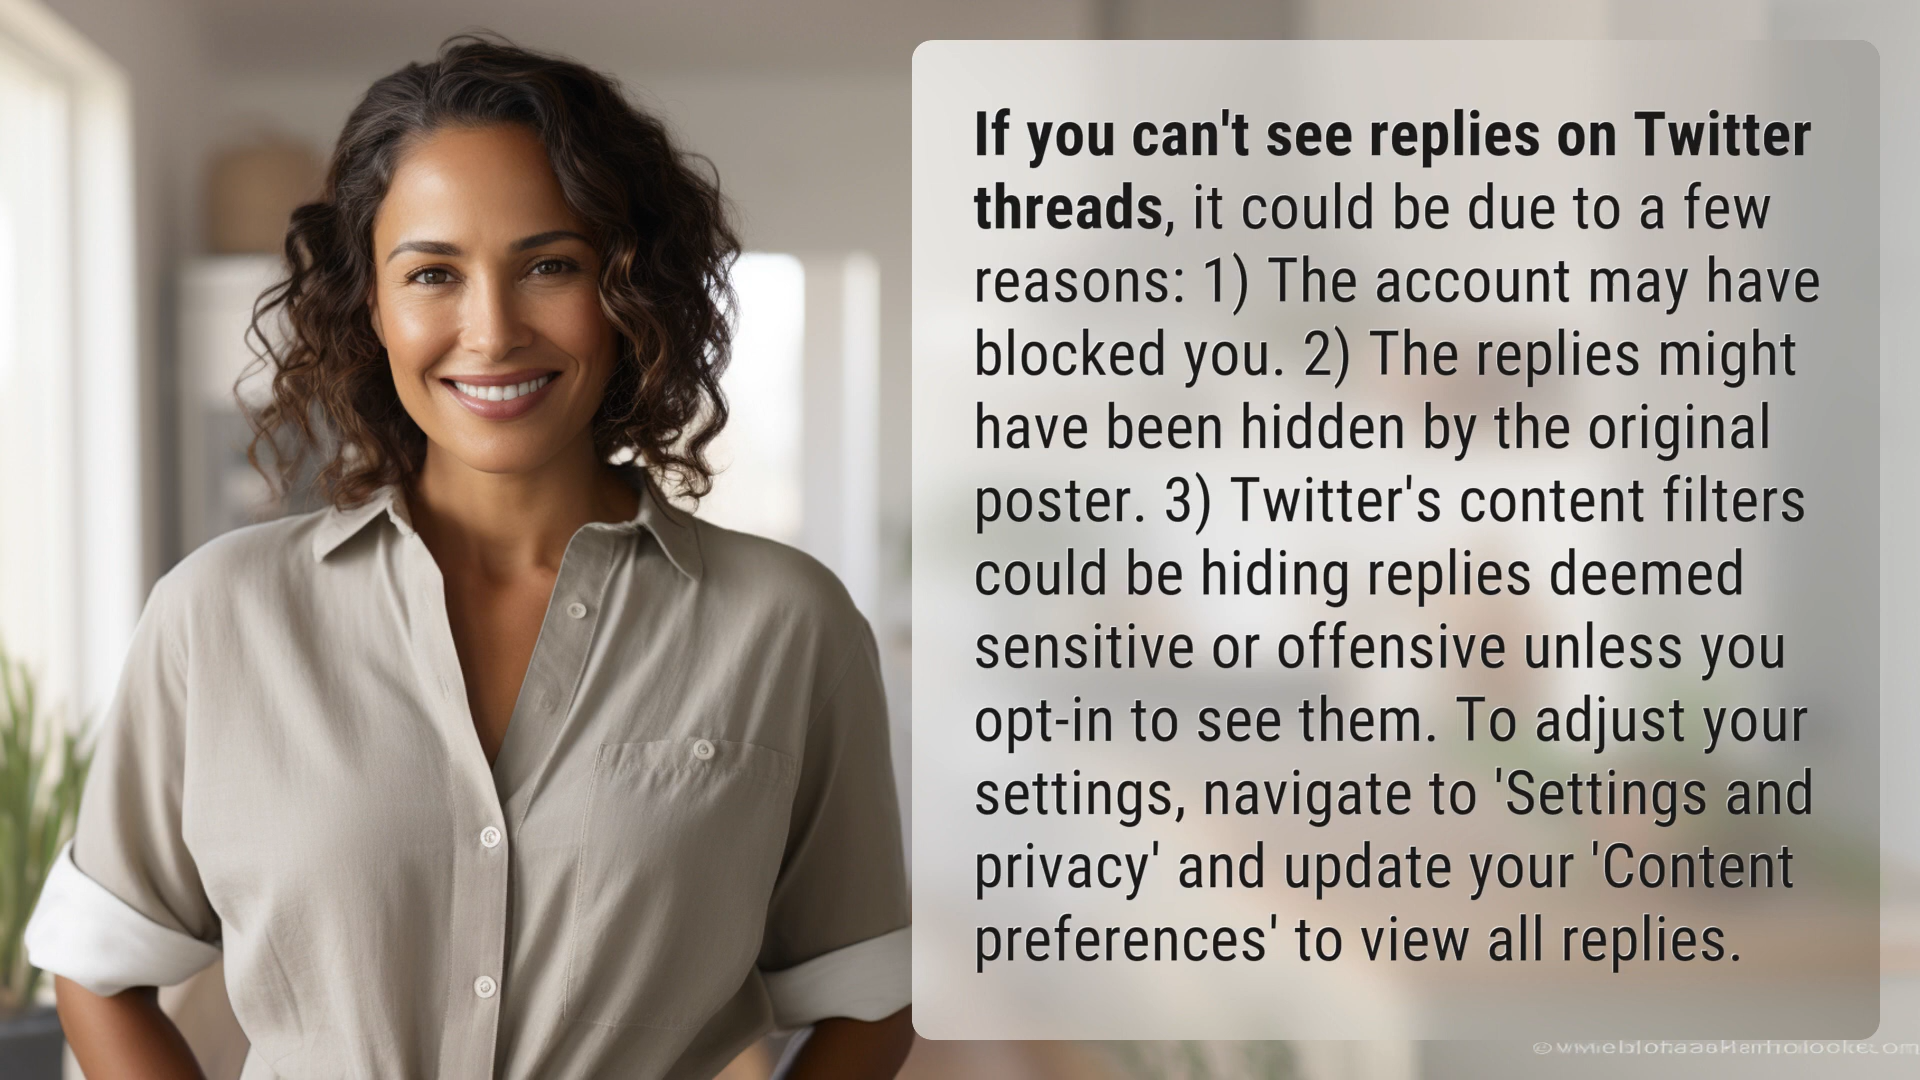 If you can't see replies on Twitter
threads, it could be due to a few
reasons: 1) The account may have
blocked you. 2) The replies might
have been hidden by the original
poster. 3) Twitter's content filters
could be hiding replies deemed
sensitive or offensive unless you
opt-in to see them. To adjust your
settings, navigate to 'Settings and
privacy' and update your 'Content
preferences' to view all replies.